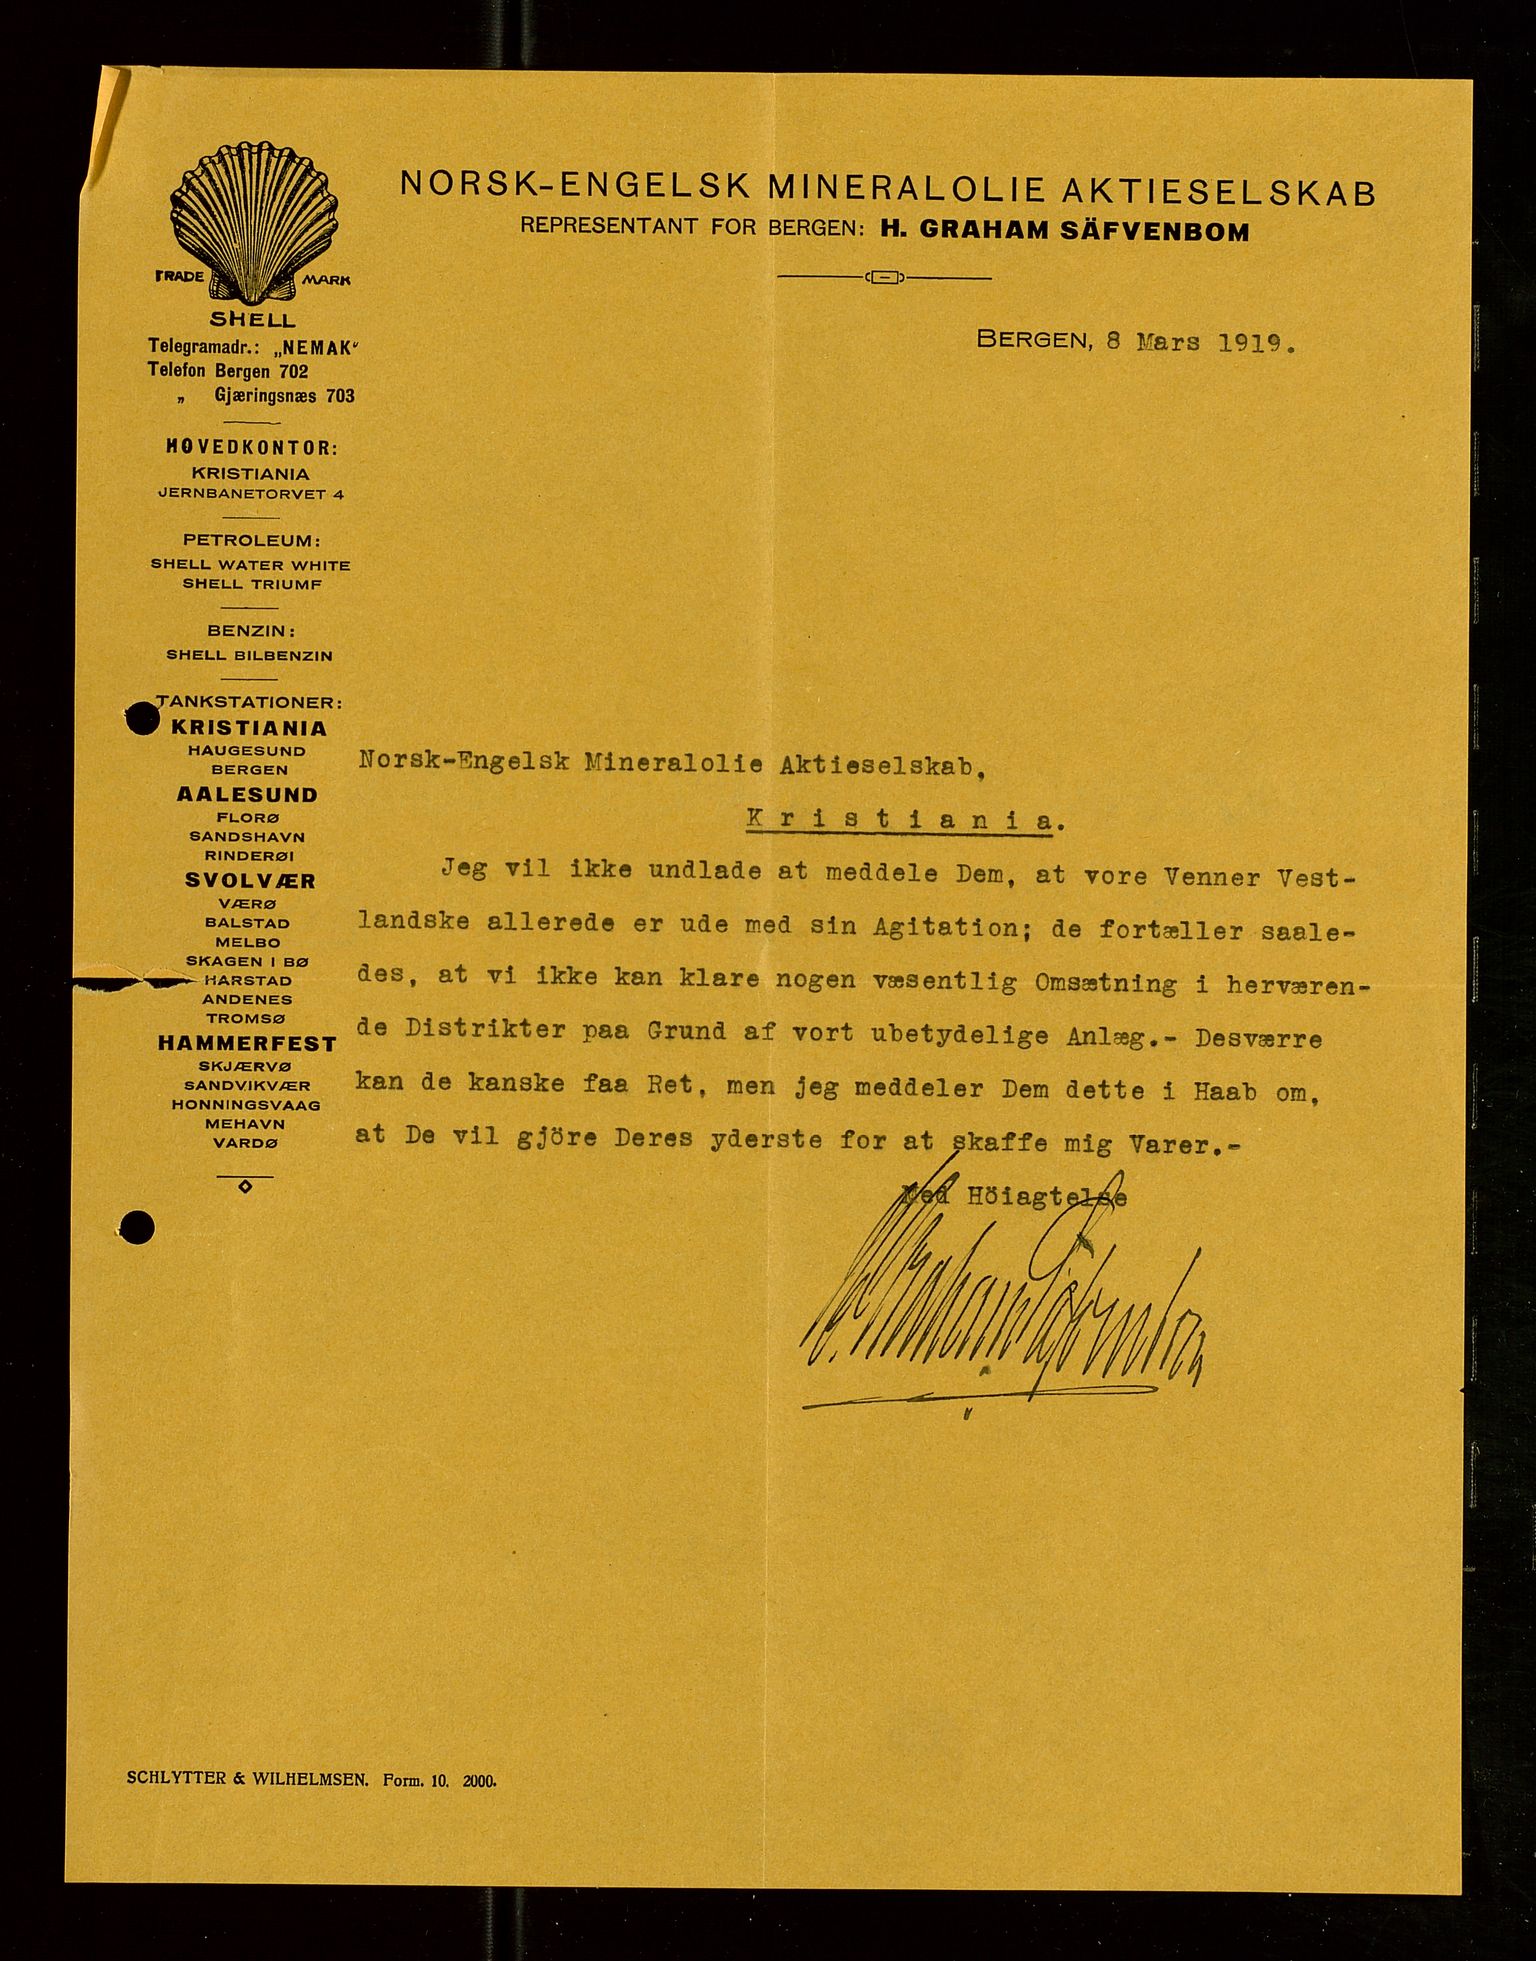 NORSK-ENGELSK MINERALOLIE AKTIESELSKAB
REPRESENTANT FOR BERGEN: H. GRAHAM SÄFVENBOM
TRADE MARK
SHELL
Telegramadr.: „NEMAK“
Telefon Bergen 702
„ Gjæringsnæs 703
HOVEDKONTOR:
KRISTIANIA
JERNBANETORVET 4
PETROLEUM:
SHELL WATER WHITE
SHELL TRIUMF
BENZIN:
SHELL BILBENZIN
TANKSTATIONER:
KRISTIANIA
HAUGESUND
BERGEN
AALESUND
FLORØ
SANDSHAVN
RINDERØI
SVOLVÆR
VÆRØ
BALSTAD
MELBO
SKAGEN I BØ
HARSTAD
ANDENES
TROMSØ
HAMMERFEST
SKJÆRVØ
SANDVIKVÆR
HONNINGSVAAG
MEHAVN
VARDØ
BERGEN, 8 Mars 1919.
Norsk-Engelsk Mineralolie Aktieselskab,
K r i s t i a n i a.
Jeg vil ikke undlade at meddele Dem, at vore Venner Vest-
landske allerede er ude med sin Agitation; de fortæller saale-
des, at vi ikke kan klare nogen væsentlig Omsætning i herværen-
de Distrikter paa Grund af vort ubetydelige Anlæg.- Desværre
kan de kanske faa Ret, men jeg meddeler Dem dette i Haab om,
at De vil gjöre Deres yderste for at skaffe mig Varer.-
Med Höiagtelse
H. Graham Säfvenbom
SCHLYTTER & WILHELMSEN. Form. 10. 2000.